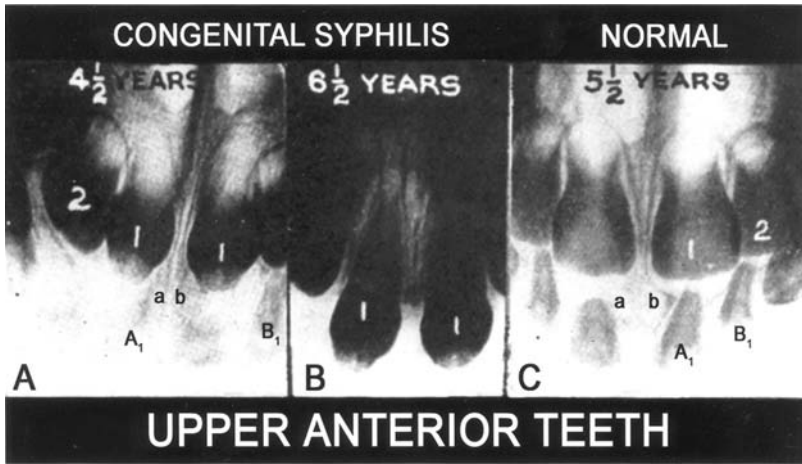 CONGENITAL SYPHILIS NORMAL
4½ YEARS 6½ YEARS 5½ YEARS
2 1 1 1 1 1 2
a b a b
A₁ B₁ A₁ B₁
A B C
UPPER ANTERIOR TEETH